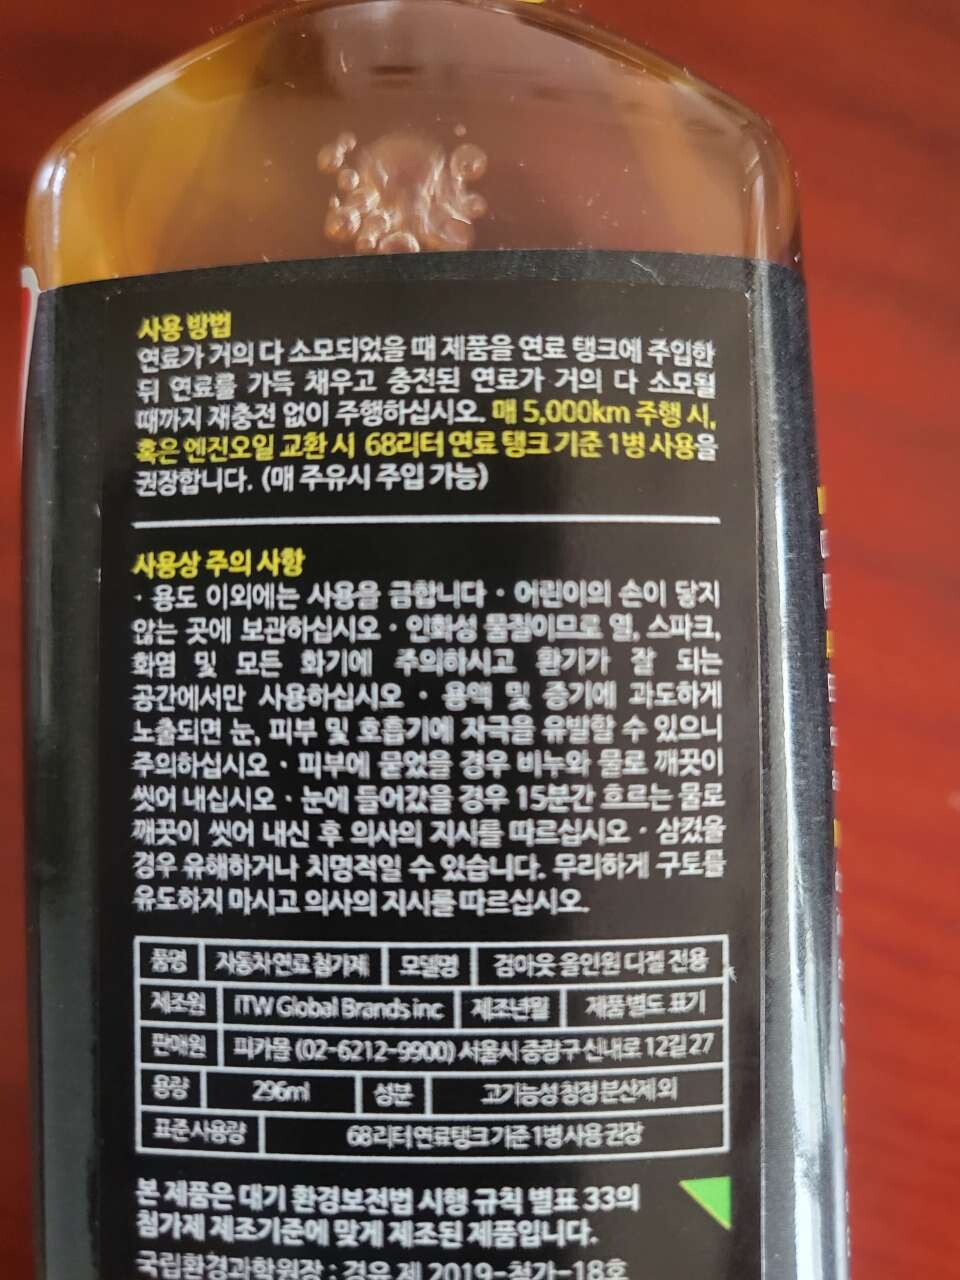 사용 방법
연료가 거의 다 소모되었을 때 제품을 연료 탱크에 주입한
뒤 연료를 가득 채우고 충전된 연료가 거의 다 소모될
때까지 재충전 없이 주행하십시오. 매 5,000km 주행 시,
혹은 엔진오일 교환 시 68리터 연료 탱크 기준 1병 사용을
권장합니다. (매 주유시 주입 가능)
사용상 주의 사항
· 용도 이외에는 사용을 금합니다 · 어린이의 손이 닿지
않는 곳에 보관하십시오 · 인화성 물질이므로 열, 스파크,
화염 및 모든 화기에 주의하시고 환기가 잘 되는
공간에서만 사용하십시오 · 용액 및 증기에 과도하게
노출되면 눈, 피부 및 호흡기에 자극을 유발할 수 있으니
주의하십시오 · 피부에 묻었을 경우 비누와 물로 깨끗이
씻어 내십시오 · 눈에 들어갔을 경우 15분간 흐르는 물로
깨끗이 씻어 내신 후 의사의 지시를 따르십시오 · 삼켰을
경우 유해하거나 치명적일 수 있습니다. 무리하게 구토를
유도하지 마시고 의사의 지시를 따르십시오.
품명 자동차 연료 첨가제 모델명 검아웃 올인원 디젤 전용
제조원 ITW Global Brands inc 제조년월 제품 별도 표기
판매원 피카몰 (02-6212-9900) 서울시 중랑구 신내로 12길 27
용량 296ml 성분 고기능성 청정 분산제 외
표준 사용량 68리터 연료탱크 기준 1병 사용 권장
본 제품은 대기 환경보전법 시행 규칙 별표 33의
첨가제 제조기준에 맞게 제조된 제품입니다.
국립환경과학원장 : 경유 제 2019-첨가-18호